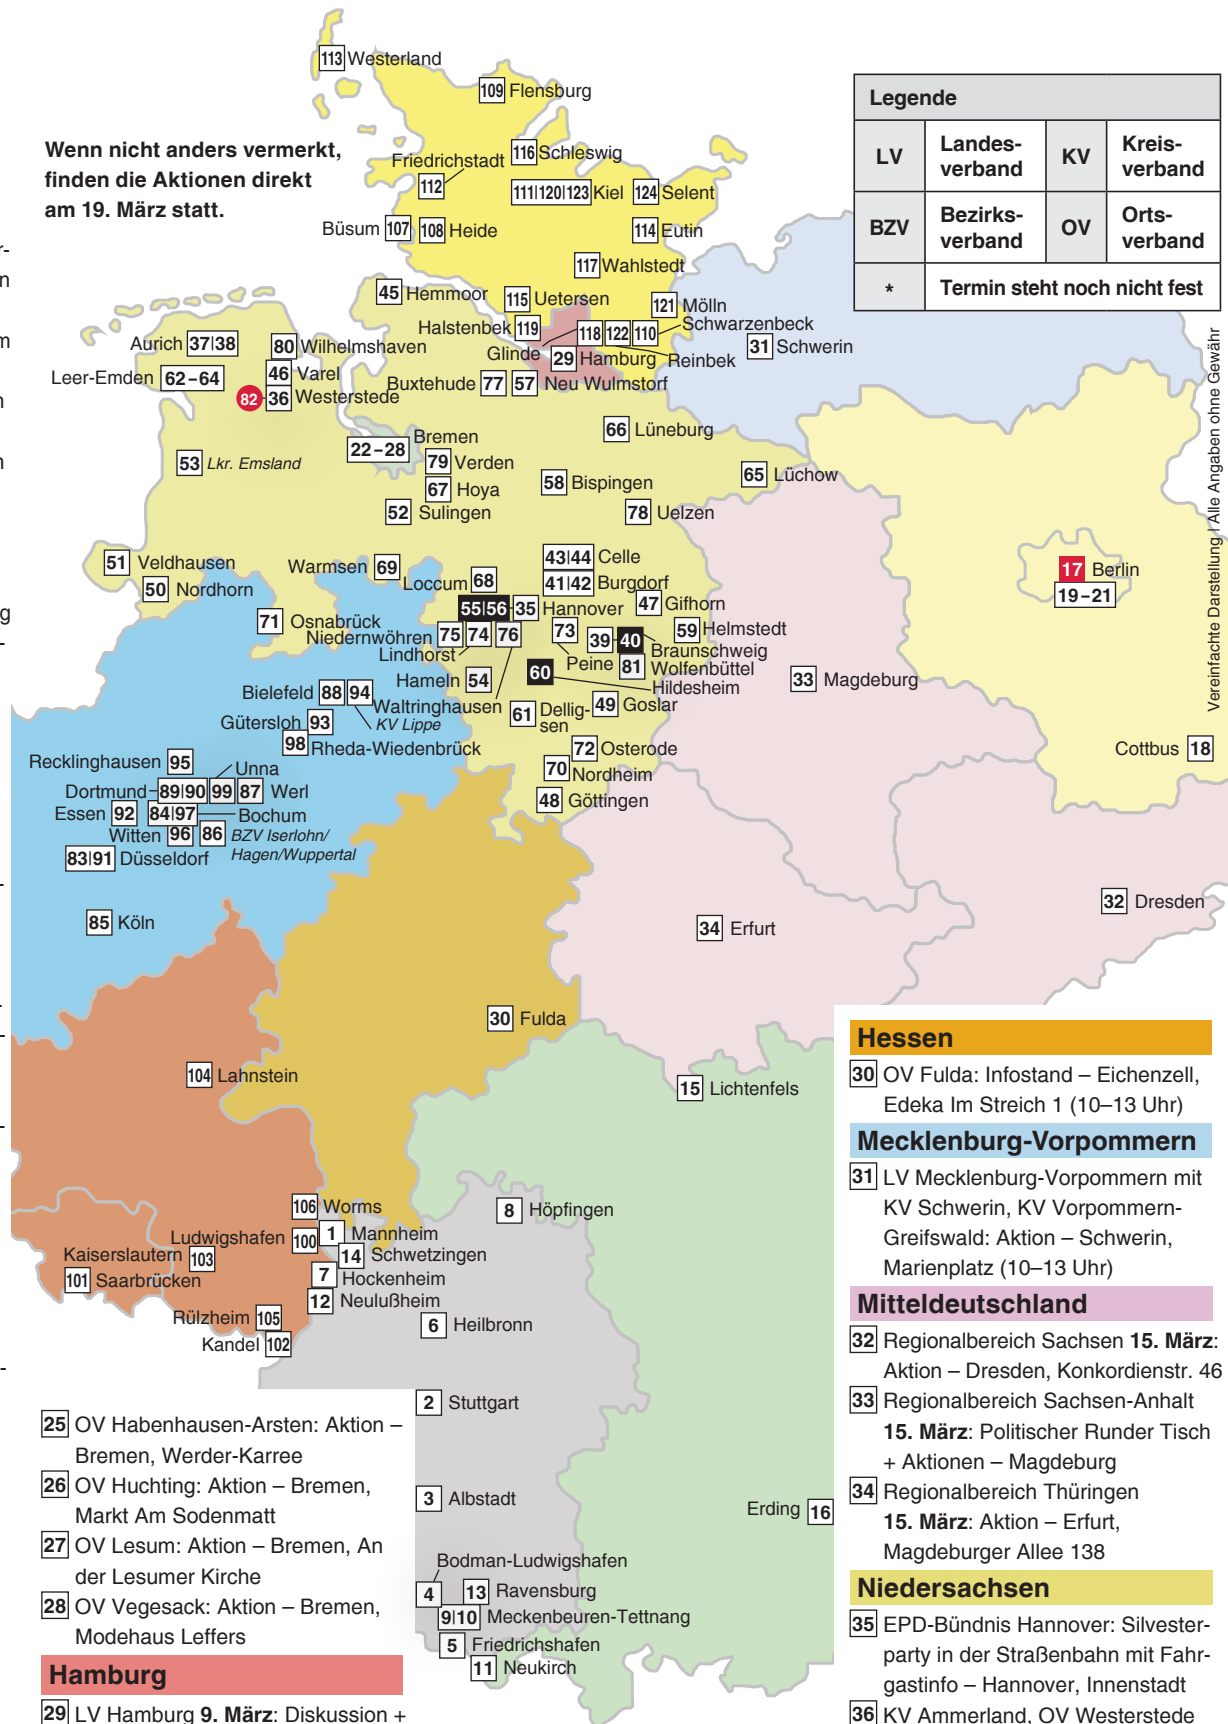 113 Westerland
109 Flensburg
Wenn nicht anders vermerkt,
finden die Aktionen direkt
am 19. März statt.
Legende
LV Landes-
verband
KV Kreis-
verband
BZV Bezirks-
verband
OV Orts-
verband
* Termin steht noch nicht fest
116 Schleswig
Friedrichstadt
112
111|120|123 Kiel
124 Selent
Büsum 107
108 Heide
114 Eutin
117 Wahlstedt
45 Hemmoor
115 Uetersen
121 Mölln
Halstenbek 119
118 122 110 Schwarzenbeck
Glinde
29 Hamburg
Reinbek
31 Schwerin
Aurich 37|38
80 Wilhelmshaven
Leer-Emden 62–64
46 Varel
82 36 Westerstede
Buxtehude 77
57 Neu Wulmstorf
22–28 Bremen
66 Lüneburg
53 Lkr. Emsland
79 Verden
67 Hoya
58 Bispingen
65 Lüchow
52 Sulingen
78 Uelzen
51 Veldhausen
50 Nordhorn
Warmsen 69
Loccum 68
43|44 Celle
41|42 Burgdorf
17 Berlin
19–21
55|56 35 Hannover
47 Gifhorn
71 Osnabrück
Niedernwöhren 75
74 76
Lindhorst
73
Peine
39 40
Braunschweig
59 Helmstedt
81 Wolfenbüttel
60
Hildesheim
Hameln 54
33 Magdeburg
Bielefeld 88
94
KV Lippe
Waltringhausen
61 Dellig-
sen
49 Goslar
Gütersloh 93
98 Rheda-Wiedenbrück
72 Osterode
70 Nordheim
48 Göttingen
Cottbus 18
Recklinghausen 95
Unna
Dortmund 89|90 99 87 Werl
Essen 92
84|97 Bochum
Witten 96
86 BZV Iserlohn/
Hagen/Wuppertal
83|91 Düsseldorf
85 Köln
32 Dresden
34 Erfurt
30 Fulda
104 Lahnstein
15 Lichtenfels
106 Worms
8 Höpfingen
Ludwigshafen 100
1 Mannheim
14 Schwetzingen
Kaiserslautern 103
101 Saarbrücken
7 Hockenheim
12 Neulußheim
Rülzheim 105
6 Heilbronn
Kandel 102
2 Stuttgart
3 Albstadt
Erding 16
Bodman-Ludwigshafen
4
13 Ravensburg
9|10 Meckenbeuren-Tettnang
5 Friedrichshafen
11 Neukirch
Vereinfachte Darstellung | Alle Angaben ohne Gewähr
r-
n
m
n
n
g
-
-
-
-
-
-
25 OV Habenhausen-Arsten: Aktion –
Bremen, Werder-Karree
26 OV Huchting: Aktion – Bremen,
Markt Am Sodenmatt
27 OV Lesum: Aktion – Bremen, An
der Lesumer Kirche
28 OV Vegesack: Aktion – Bremen,
Modehaus Leffers
Hamburg
29 LV Hamburg 9. März: Diskussion +
Hessen
30 OV Fulda: Infostand – Eichenzell,
Edeka Im Streich 1 (10–13 Uhr)
Mecklenburg-Vorpommern
31 LV Mecklenburg-Vorpommern mit
KV Schwerin, KV Vorpommern-
Greifswald: Aktion – Schwerin,
Marienplatz (10–13 Uhr)
Mitteldeutschland
32 Regionalbereich Sachsen 15. März:
Aktion – Dresden, Konkordienstr. 46
33 Regionalbereich Sachsen-Anhalt
15. März: Politischer Runder Tisch
+ Aktionen – Magdeburg
34 Regionalbereich Thüringen
15. März: Aktion – Erfurt,
Magdeburger Allee 138
Niedersachsen
35 EPD-Bündnis Hannover: Silvester-
party in der Straßenbahn mit Fahr-
gastinfo – Hannover, Innenstadt
36 KV Ammerland, OV Westerstede